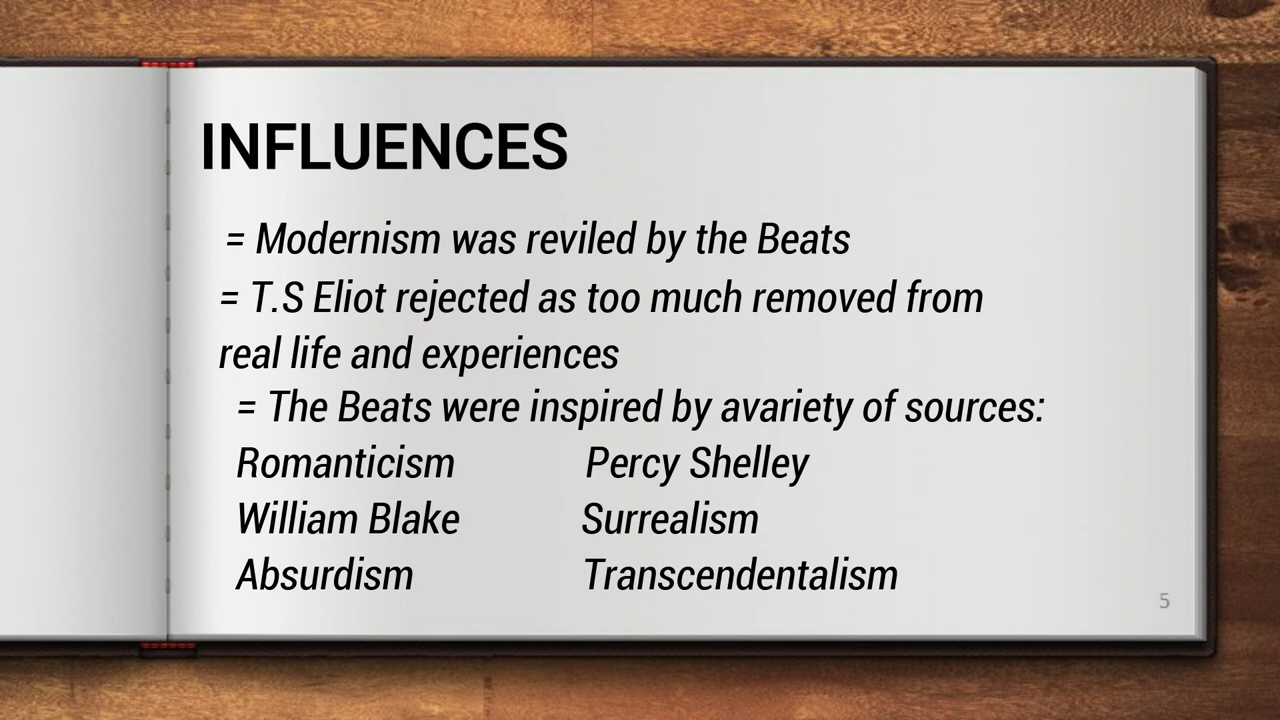 INFLUENCES
= Modernism was reviled by the Beats
= T.S Eliot rejected as too much removed from
real life and experiences
= The Beats were inspired by avariety of sources:
Romanticism Percy Shelley
William Blake Surrealism
Absurdism Transcendentalism
5